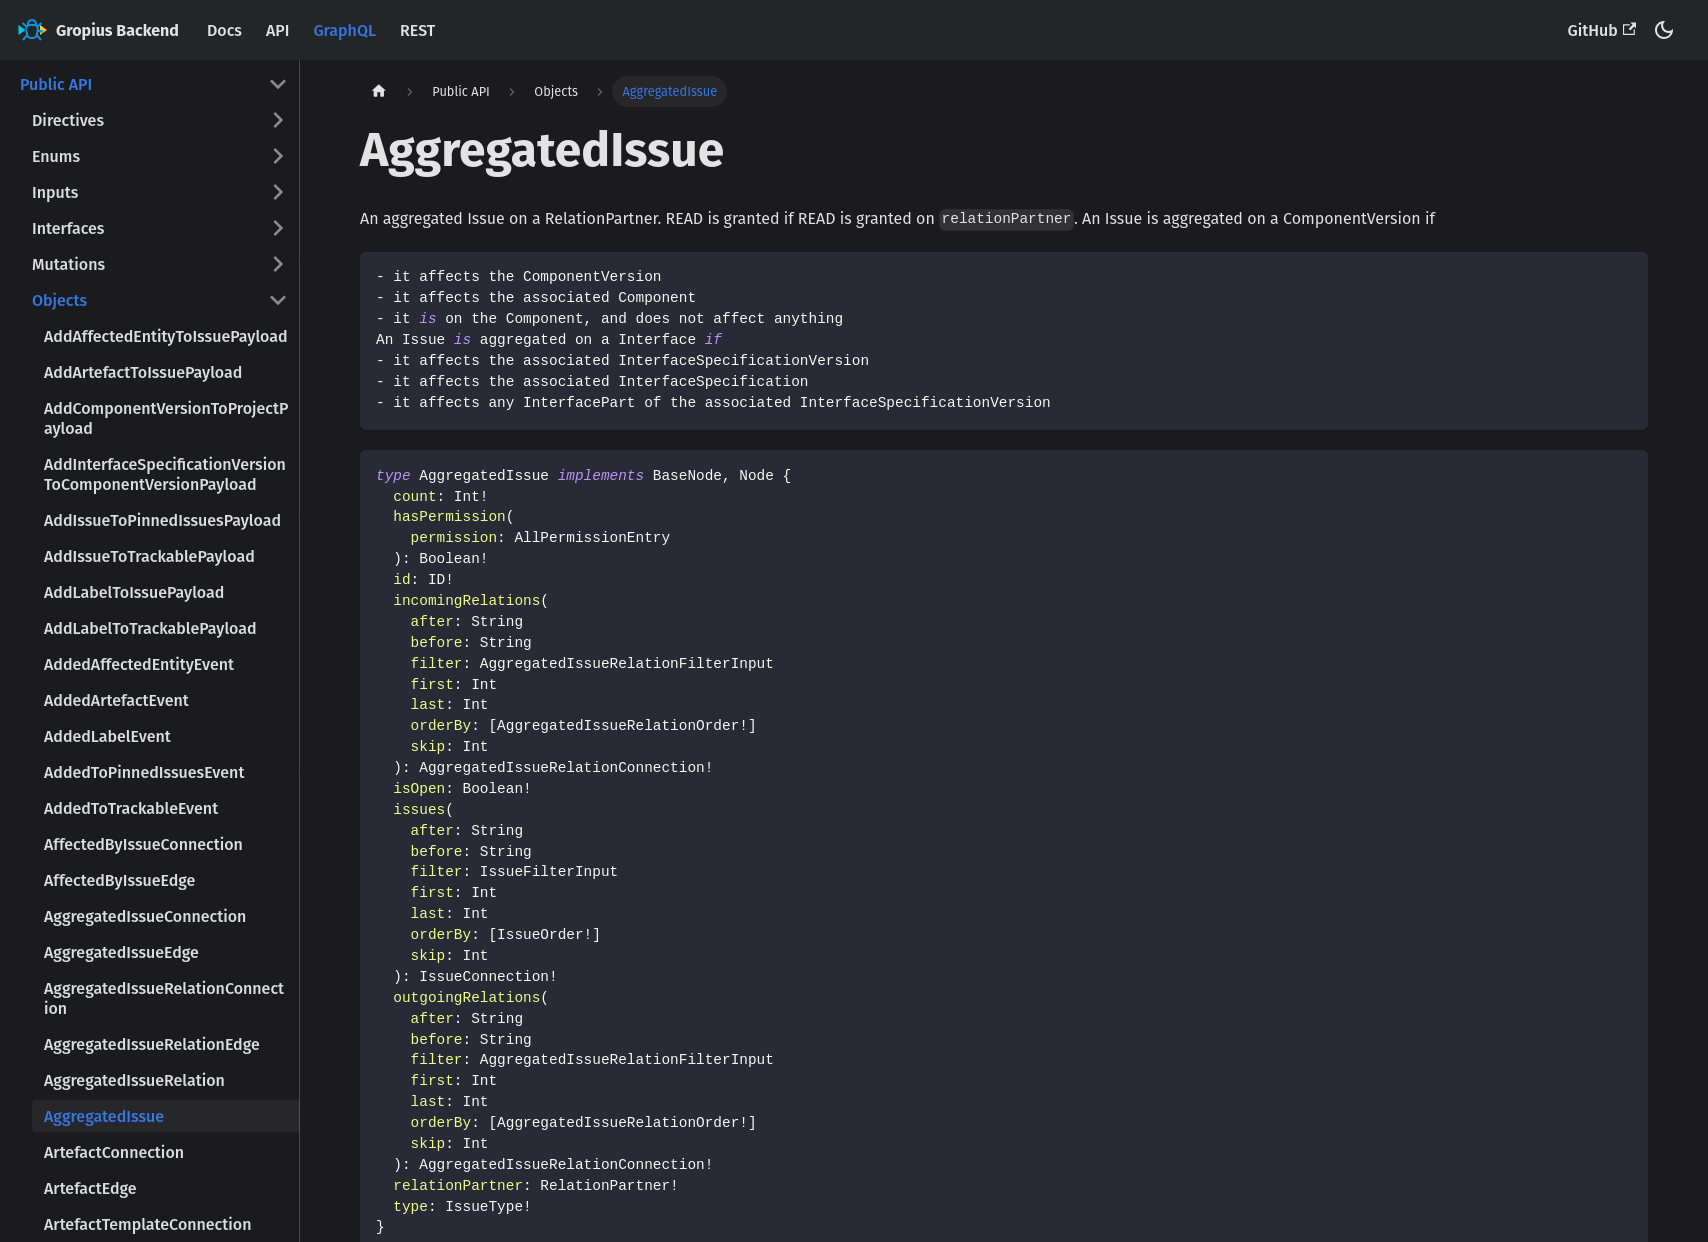 Gropius Backend Docs API GraphQL REST GitHub
Public API
Directives
Enums
Inputs
Interfaces
Mutations
Objects
AddAffectedEntityToIssuePayload
AddArtefactToIssuePayload
AddComponentVersionToProjectP
ayload
AddInterfaceSpecificationVersion
ToComponentVersionPayload
AddIssueToPinnedIssuesPayload
AddIssueToTrackablePayload
AddLabelToIssuePayload
AddLabelToTrackablePayload
AddedAffectedEntityEvent
AddedArtefactEvent
AddedLabelEvent
AddedToPinnedIssuesEvent
AddedToTrackableEvent
AffectedByIssueConnection
AffectedByIssueEdge
AggregatedIssueConnection
AggregatedIssueEdge
AggregatedIssueRelationConnect
ion
AggregatedIssueRelationEdge
AggregatedIssueRelation
AggregatedIssue
ArtefactConnection
ArtefactEdge
ArtefactTemplateConnection
Public API Objects AggregatedIssue
AggregatedIssue
An aggregated Issue on a RelationPartner. READ is granted if READ is granted on relationPartner. An Issue is aggregated on a ComponentVersion if
- it affects the ComponentVersion
- it affects the associated Component
- it is on the Component, and does not affect anything
An Issue is aggregated on a Interface if
- it affects the associated InterfaceSpecificationVersion
- it affects the associated InterfaceSpecification
- it affects any InterfacePart of the associated InterfaceSpecificationVersion
type AggregatedIssue implements BaseNode, Node {
  count: Int!
  hasPermission(
    permission: AllPermissionEntry
  ): Boolean!
  id: ID!
  incomingRelations(
    after: String
    before: String
    filter: AggregatedIssueRelationFilterInput
    first: Int
    last: Int
    orderBy: [AggregatedIssueRelationOrder!]
    skip: Int
  ): AggregatedIssueRelationConnection!
  isOpen: Boolean!
  issues(
    after: String
    before: String
    filter: IssueFilterInput
    first: Int
    last: Int
    orderBy: [IssueOrder!]
    skip: Int
  ): IssueConnection!
  outgoingRelations(
    after: String
    before: String
    filter: AggregatedIssueRelationFilterInput
    first: Int
    last: Int
    orderBy: [AggregatedIssueRelationOrder!]
    skip: Int
  ): AggregatedIssueRelationConnection!
  relationPartner: RelationPartner!
  type: IssueType!
}